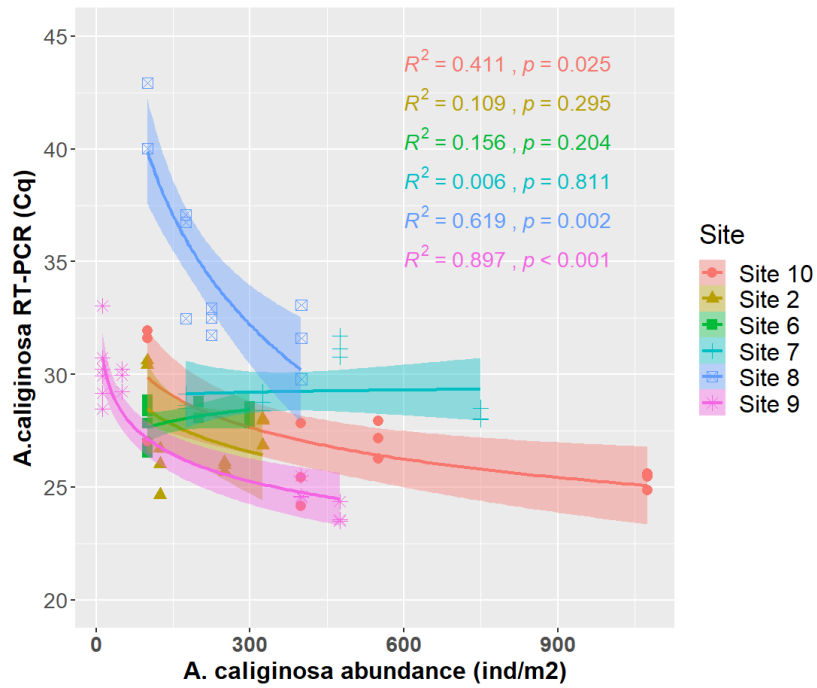 45
40
35
30
25
20
A.caliginosa RT-PCR (Cq)
R² = 0.411 , p = 0.025
R² = 0.109 , p = 0.295
R² = 0.156 , p = 0.204
R² = 0.006 , p = 0.811
R² = 0.619 , p = 0.002
R² = 0.897 , p < 0.001
0 300 600 900
A. caliginosa abundance (ind/m2)
Site
Site 10
Site 2
Site 6
Site 7
Site 8
Site 9